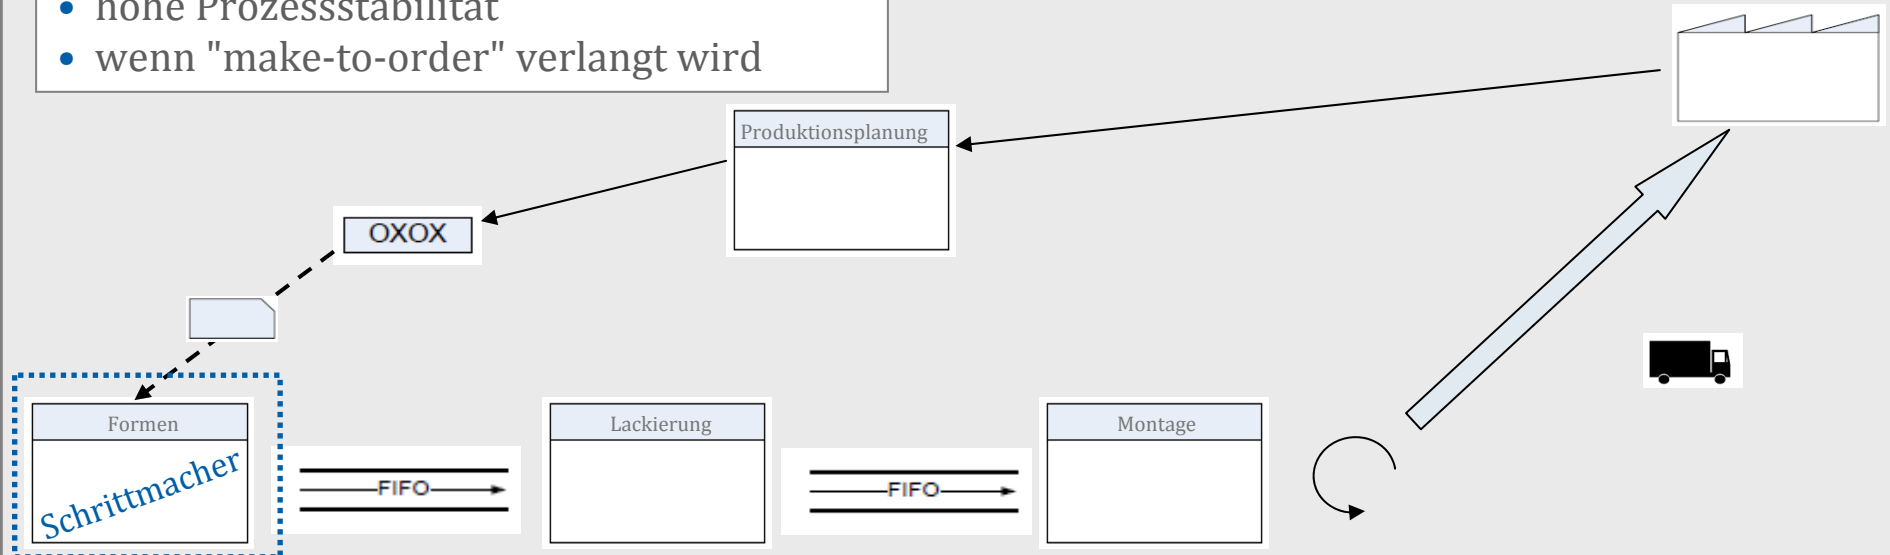 • hohe Prozessstabilität
• wenn "make-to-order" verlangt wird
Produktionsplanung
OXOX
Formen
Schrittmacher
FIFO
Lackierung
FIFO
Montage